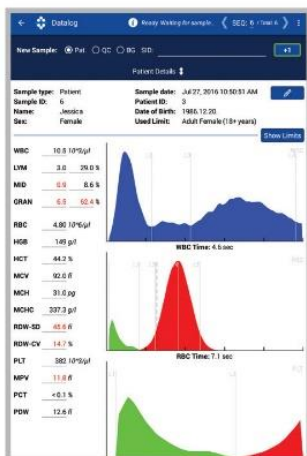 Datalog
Ready Waiting for sample..
SEQ: 6
New Sample: Pat QC BG SID: +1
Patient Details
Sample type: Patient
Sample ID: 6
Name: Jessica
Sex: Female
Sample date: Jul 27, 2016 10:50:51 AM
Patient ID: 3
Date of Birth: 1986.12.20.
Used Limit: Adult Female (18+ years)
Show Limits
WBC 10.5 10^3/µl
LYM 3.0 29.0 %
MID 0.9 8.6 %
GRAN 6.5 62.4 %
WBC Time: 4.6 sec
RBC 4.80 10^6/µl
HGB 149 g/l
HCT 44.2 %
MCV 92.0 fl
MCH 31.0 pg
MCHC 337.3 g/l
RDW-SD 45.6 fl
RDW-CV 14.7 %
RBC Time: 7.1 sec
PLT 382 10^3/µl
MPV 11.8 fl
PCT <0.1 %
PDW 12.6 fl